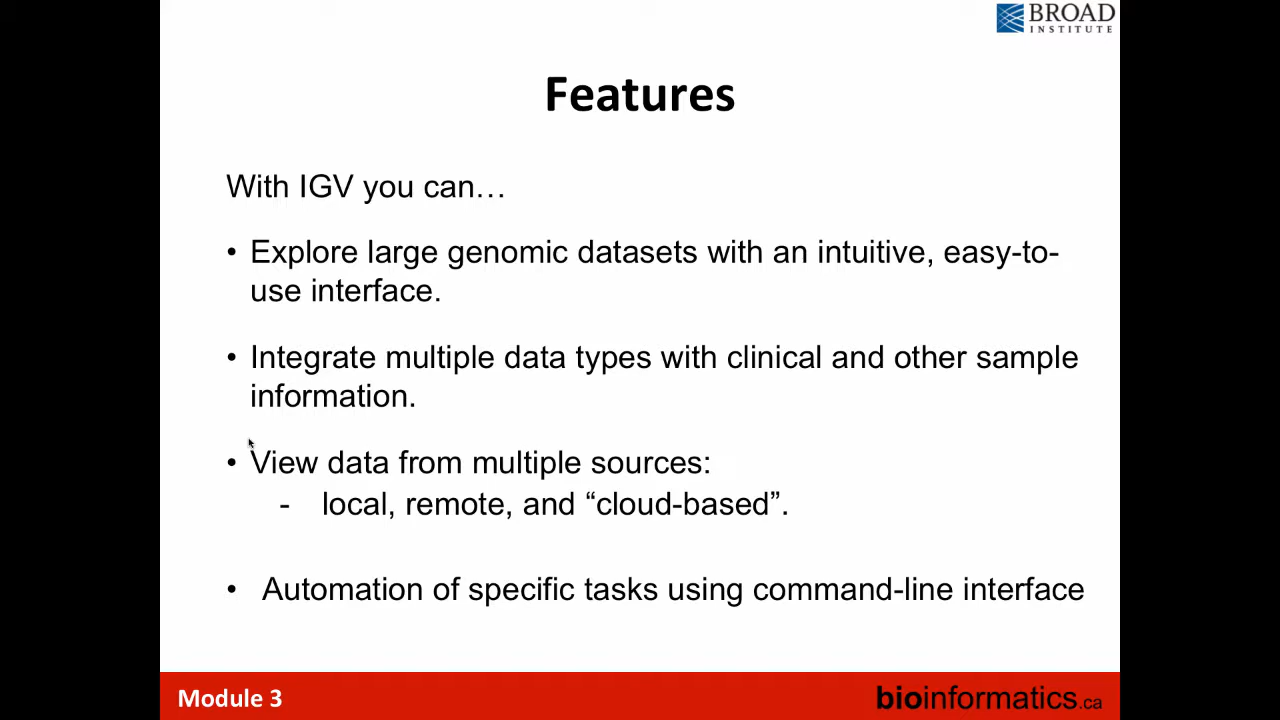 BROAD
INSTITUTE
Features
With IGV you can…
• Explore large genomic datasets with an intuitive, easy-to-
use interface.
• Integrate multiple data types with clinical and other sample
information.
• View data from multiple sources:
- local, remote, and “cloud-based”.
• Automation of specific tasks using command-line interface
Module 3
bioinformatics.ca